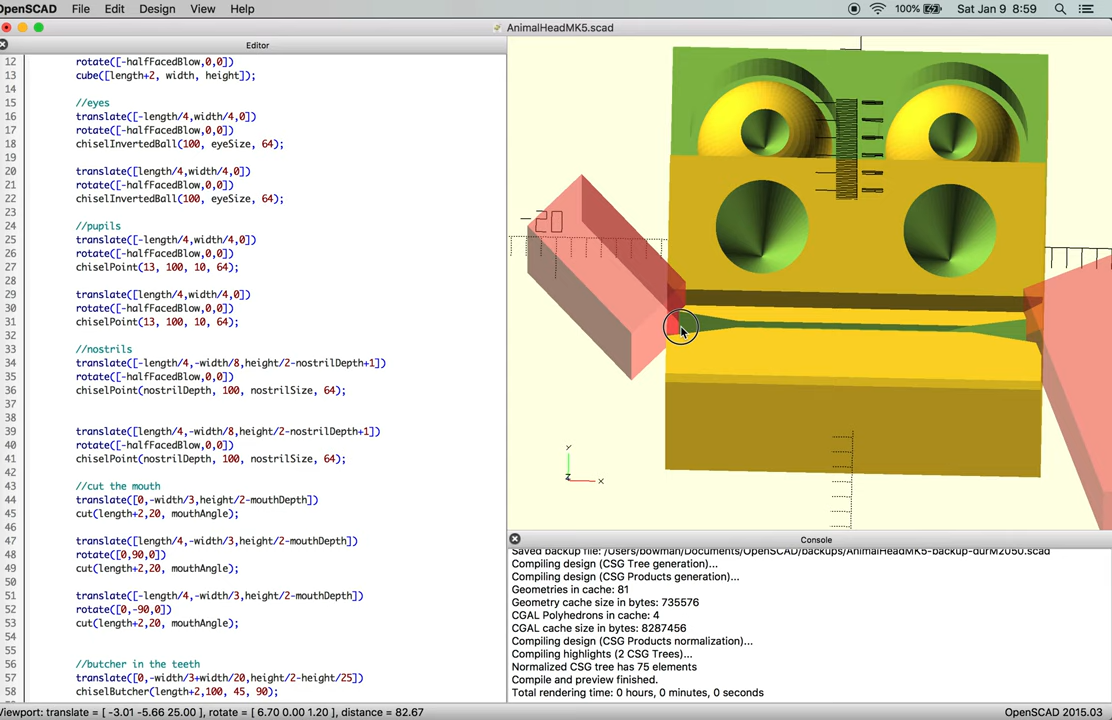 OpenSCAD File Edit Design View Help 100% Sat Jan 9 8:59
AnimalHeadMK5.scad
Editor
12 rotate([-halfFacedBlow,0,0])
13 cube([length+2, width, height]);
14
15 //eyes
16 translate([-length/4,width/4,0])
17 rotate([-halfFacedBlow,0,0])
18 chiselInvertedBall(100, eyeSize, 64);
19
20 translate([length/4,width/4,0])
21 rotate([-halfFacedBlow,0,0])
22 chiselInvertedBall(100, eyeSize, 64);
23
24 //pupils
25 translate([-length/4,width/4,0])
26 rotate([-halfFacedBlow,0,0])
27 chiselPoint(13, 100, 10, 64);
28
29 translate([length/4,width/4,0])
30 rotate([-halfFacedBlow,0,0])
31 chiselPoint(13, 100, 10, 64);
32
33 //nostrils
34 translate([-length/4,-width/8,height/2-nostrilDepth+1])
35 rotate([-halfFacedBlow,0,0])
36 chiselPoint(nostrilDepth, 100, nostrilSize, 64);
37
38
39 translate([length/4,-width/8,height/2-nostrilDepth+1])
40 rotate([-halfFacedBlow,0,0])
41 chiselPoint(nostrilDepth, 100, nostrilSize, 64);
42
43 //cut the mouth
44 translate([0,-width/3,height/2-mouthDepth])
45 cut(length+2,20, mouthAngle);
46
47 translate([length/4,-width/3,height/2-mouthDepth])
48 rotate([0,90,0])
49 cut(length+2,20, mouthAngle);
50
51 translate([-length/4,-width/3,height/2-mouthDepth])
52 rotate([0,-90,0])
53 cut(length+2,20, mouthAngle);
54
55
56 //butcher in the teeth
57 translate([0,-width/3+width/20,height/2-height/25])
58 chiselButcher(length+2,100, 45, 90);
-20
Y
Z X
Console
Saved backup file: /Users/bowman/Documents/OpenSCAD/backups/AnimalHeadMK5-backup-durM2050.scad
Compiling design (CSG Tree generation)...
Compiling design (CSG Products generation)...
Geometries in cache: 81
Geometry cache size in bytes: 735576
CGAL Polyhedrons in cache: 4
CGAL cache size in bytes: 8287456
Compiling design (CSG Products normalization)...
Compiling highlights (2 CSG Trees)...
Normalized CSG tree has 75 elements
Compile and preview finished.
Total rendering time: 0 hours, 0 minutes, 0 seconds
Viewport: translate = [ -3.01 -5.66 25.00 ], rotate = [ 6.70 0.00 1.20 ], distance = 82.67 OpenSCAD 2015.03